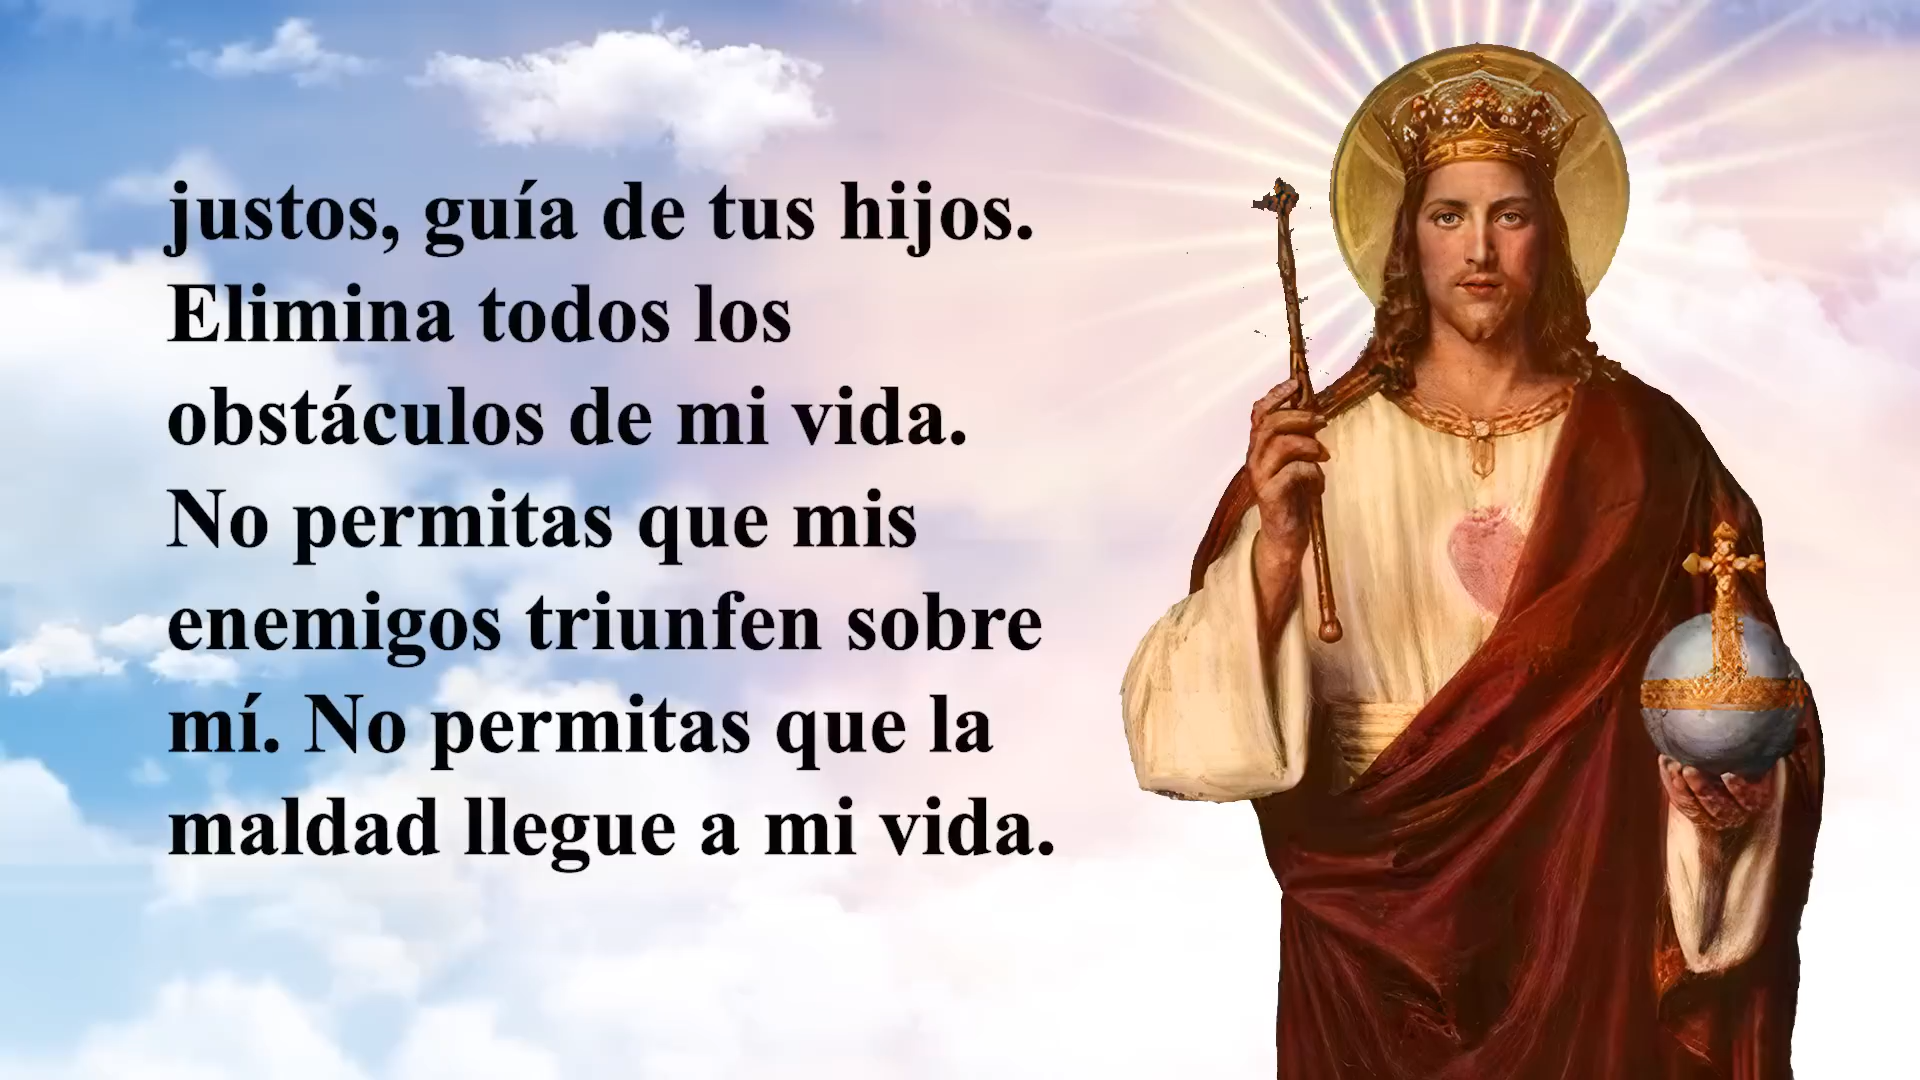 justos, guía de tus hijos.
Elimina todos los
obstáculos de mi vida.
No permitas que mis
enemigos triunfen sobre
mí. No permitas que la
maldad llegue a mi vida.